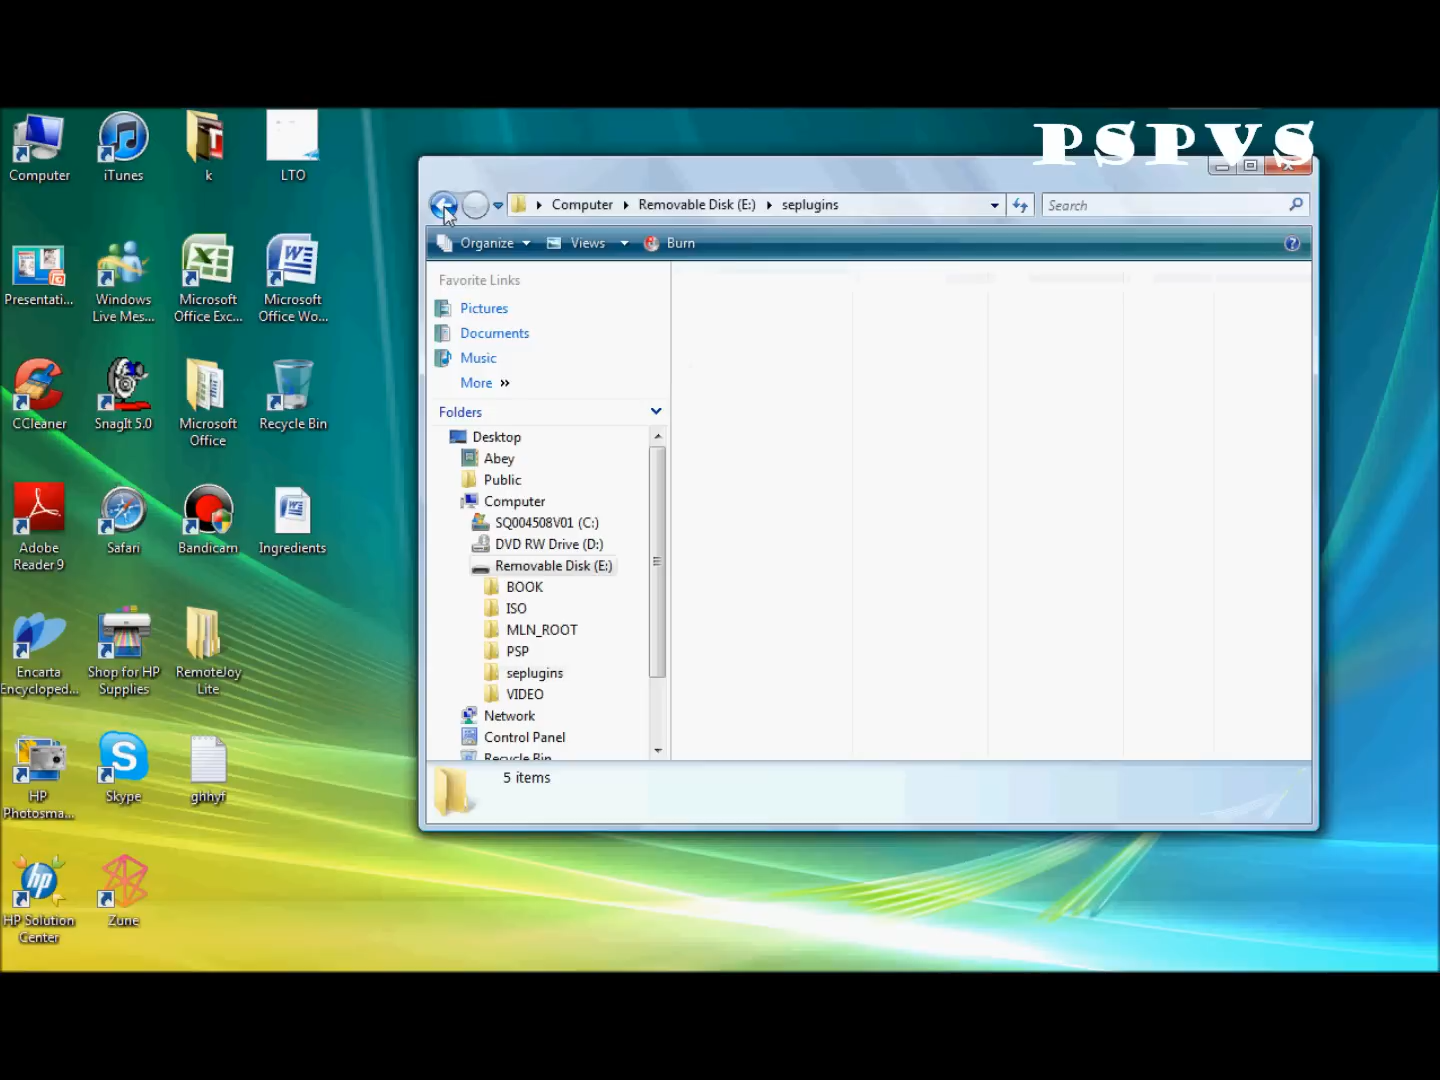 PSPVS
Computer
iTunes
k
LTO
Presentati...
Windows
Live Mes...
Microsoft
Office Exc...
Microsoft
Office Wo...
CCleaner
SnagIt 5.0
Microsoft
Office
Recycle Bin
Adobe
Reader 9
Safari
Bandicam
Ingredients
Encarta
Encycloped...
Shop for HP
Supplies
RemoteJoy
Lite
HP
Photosma...
Skype
ghhyf
HP Solution
Center
Zune
Computer Removable Disk (E:) seplugins
Search
Organize Views Burn
Favorite Links
Pictures
Documents
Music
More »
Folders
Desktop
Abey
Public
Computer
SQ004508V01 (C:)
DVD RW Drive (D:)
Removable Disk (E:)
BOOK
ISO
MLN_ROOT
PSP
seplugins
VIDEO
Network
Control Panel
Recycle Bin
5 items